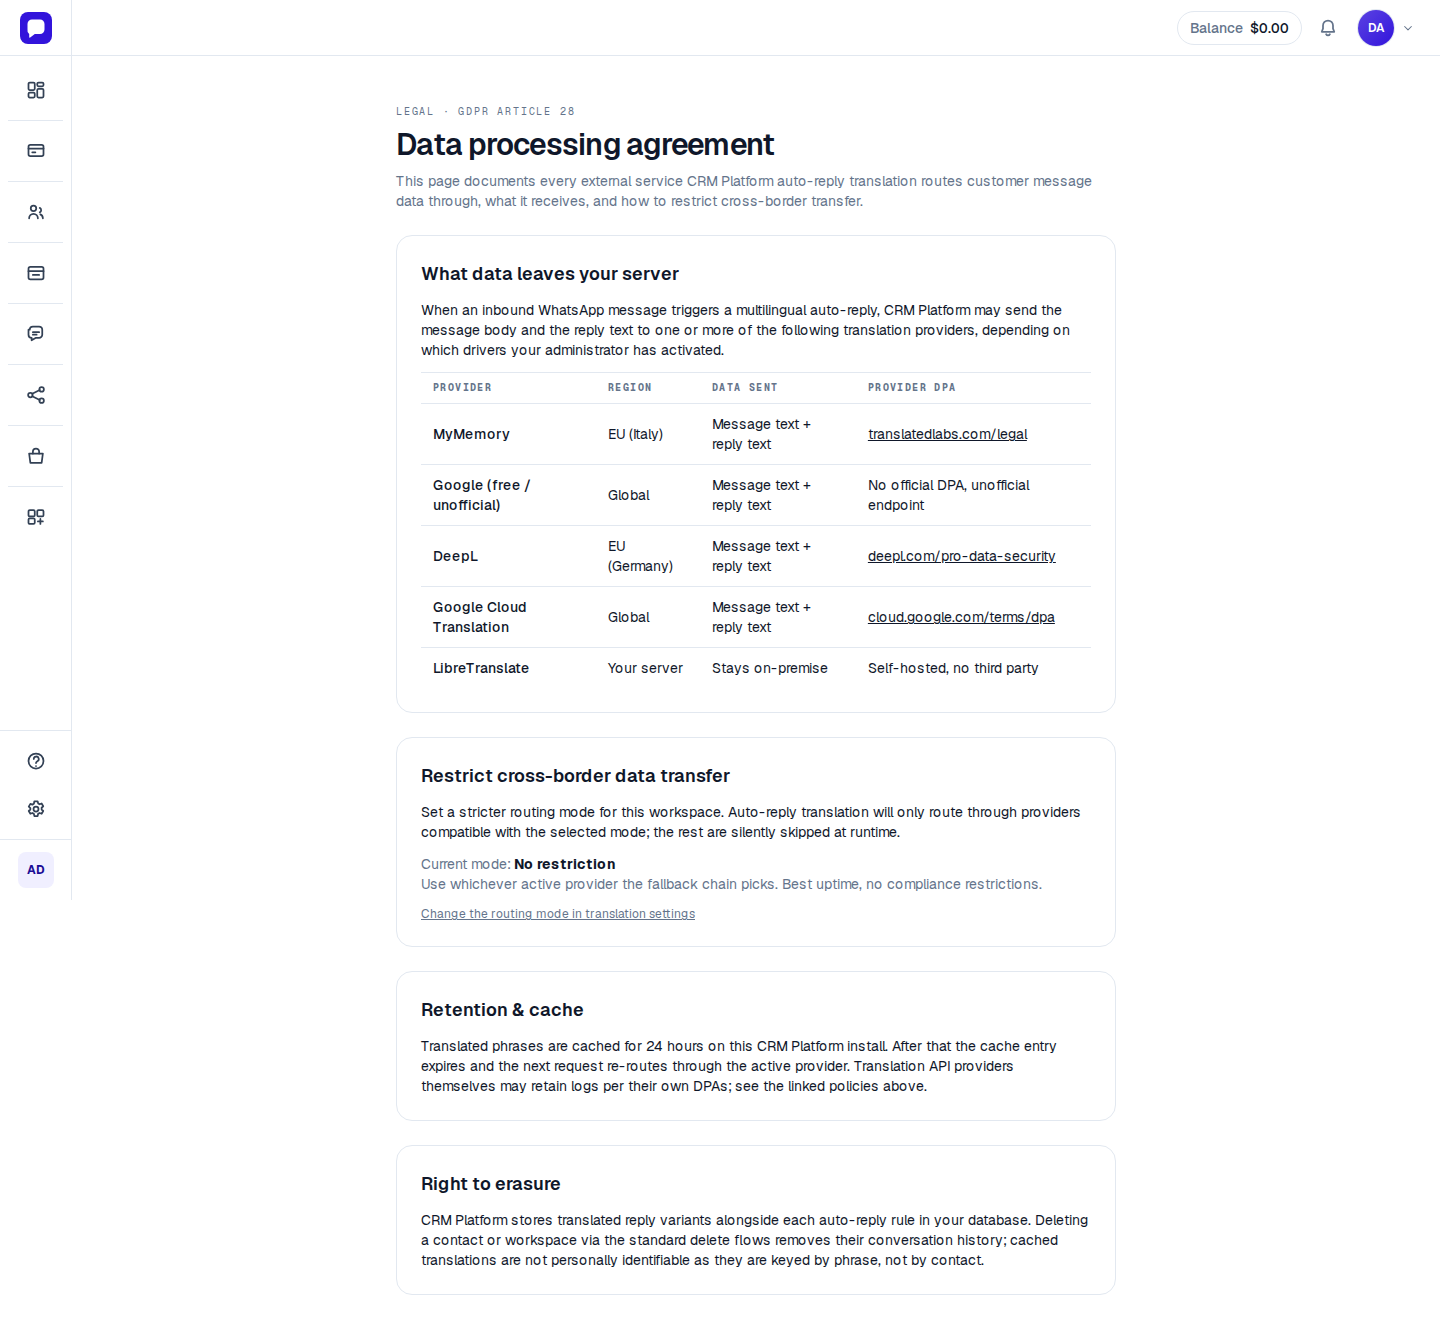 Balance $0.00
DA
LEGAL · GDPR ARTICLE 28
Data processing agreement
This page documents every external service CRM Platform auto-reply translation routes customer message
data through, what it receives, and how to restrict cross-border transfer.
What data leaves your server
When an inbound WhatsApp message triggers a multilingual auto-reply, CRM Platform may send the
message body and the reply text to one or more of the following translation providers, depending on
which drivers your administrator has activated.
PROVIDER REGION DATA SENT PROVIDER DPA
MyMemory EU (Italy) Message text + reply text translatedlabs.com/legal
Google (free / unofficial) Global Message text + reply text No official DPA, unofficial endpoint
DeepL EU (Germany) Message text + reply text deepl.com/pro-data-security
Google Cloud Translation Global Message text + reply text cloud.google.com/terms/dpa
LibreTranslate Your server Stays on-premise Self-hosted, no third party
Restrict cross-border data transfer
Set a stricter routing mode for this workspace. Auto-reply translation will only route through providers
compatible with the selected mode; the rest are silently skipped at runtime.
Current mode: No restriction
Use whichever active provider the fallback chain picks. Best uptime, no compliance restrictions.
Change the routing mode in translation settings
AD
Retention & cache
Translated phrases are cached for 24 hours on this CRM Platform install. After that the cache entry
expires and the next request re-routes through the active provider. Translation API providers
themselves may retain logs per their own DPAs; see the linked policies above.
Right to erasure
CRM Platform stores translated reply variants alongside each auto-reply rule in your database. Deleting
a contact or workspace via the standard delete flows removes their conversation history; cached
translations are not personally identifiable as they are keyed by phrase, not by contact.